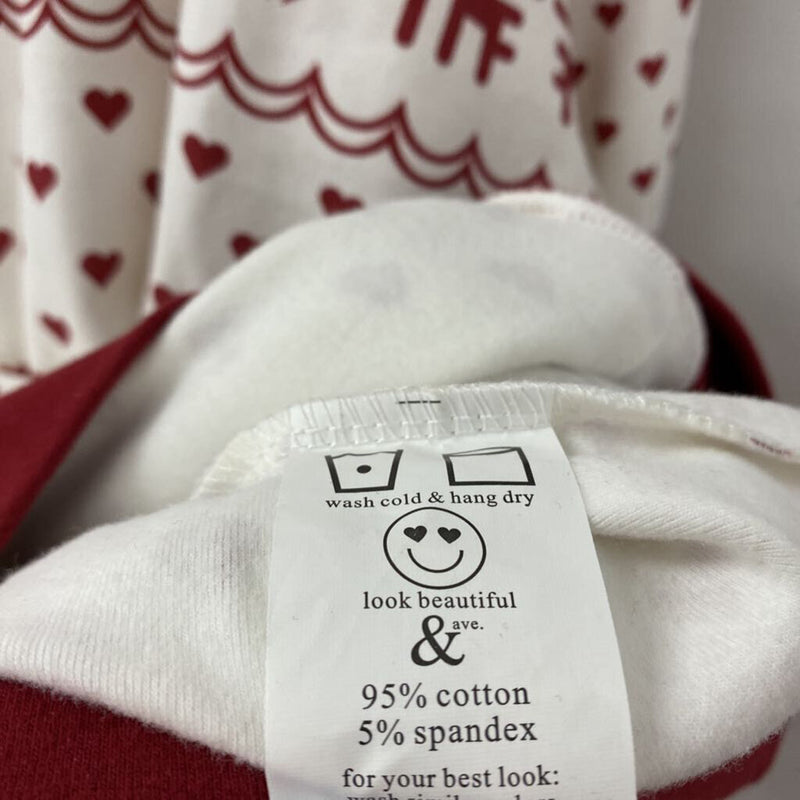 wash cold & hang dry
look beautiful
& ave.
95% cotton
5% spandex
for your best look: